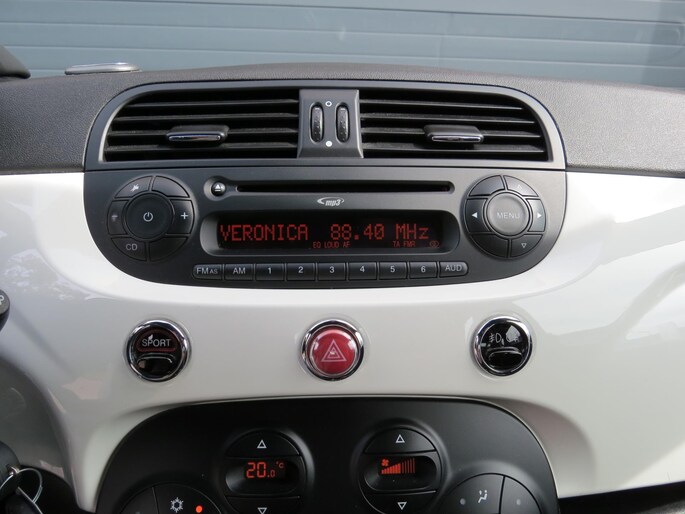 mp3
CD
MENU
VERONICA 88.40 MHz
EQ LOUD AF TA FWR
FM AS AM 1 2 3 4 5 6 AUD
SPORT
20.0 °C